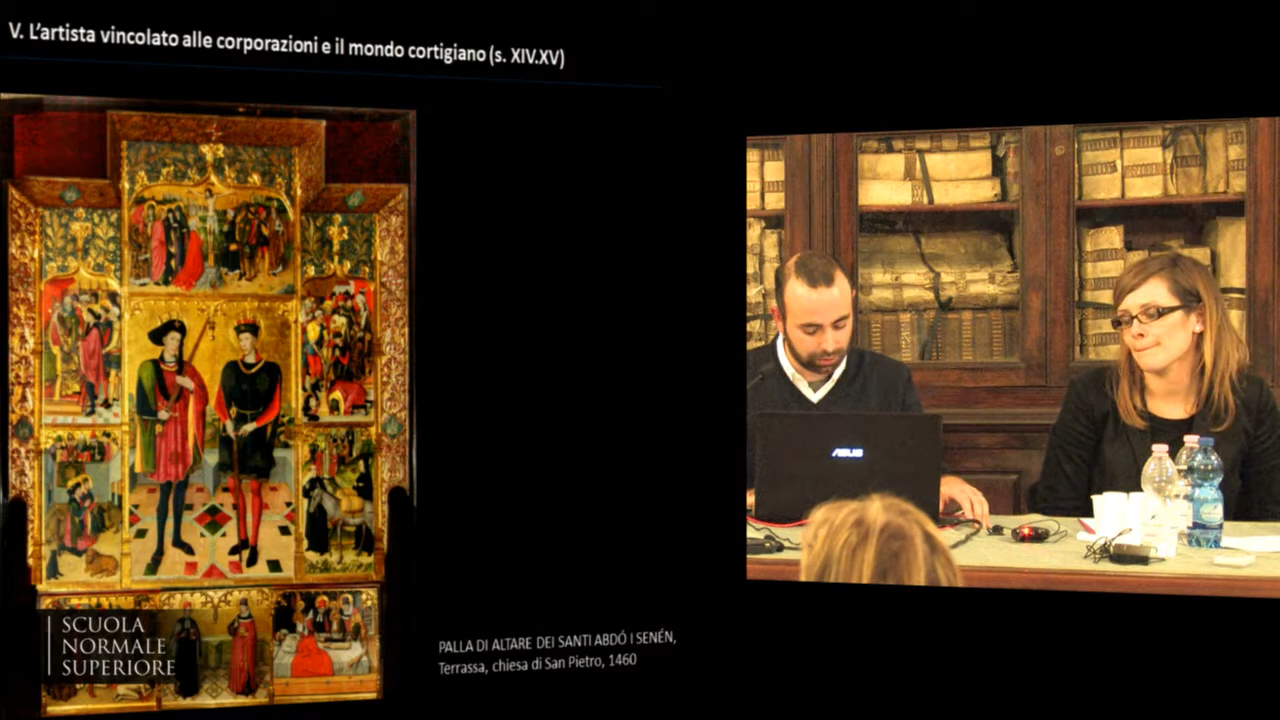 V. L'artista vincolato alle corporazioni e il mondo cortigiano (s. XIV.XV)
PALLA DI ALTARE DEI SANTI ABDÓ I SENÉN,
Terrassa, chiesa di San Pietro, 1460
SCUOLA
NORMALE
SUPERIORE
ASUS